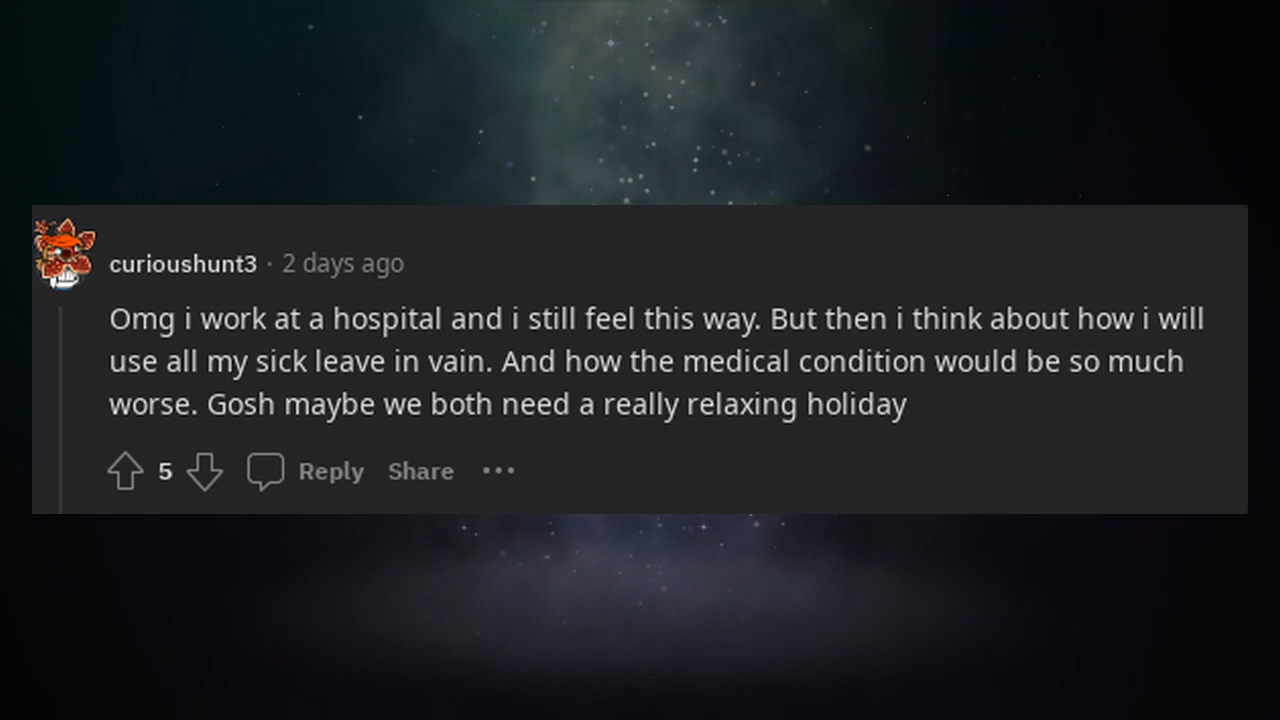 curioushunt3 · 2 days ago
Omg i work at a hospital and i still feel this way. But then i think about how i will
use all my sick leave in vain. And how the medical condition would be so much
worse. Gosh maybe we both need a really relaxing holiday
5 Reply Share •••